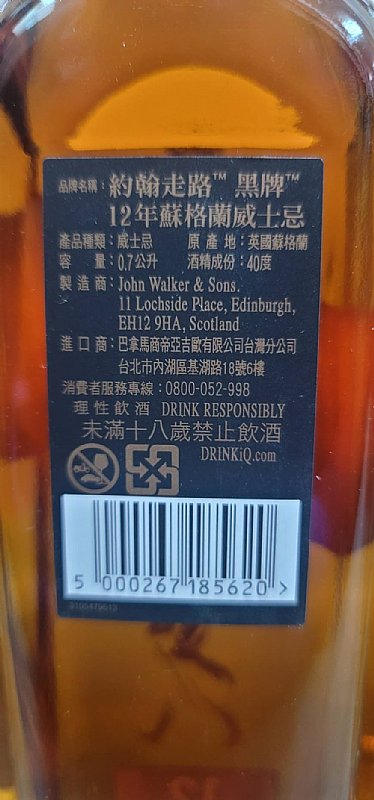 品牌名稱：約翰走路™ 黑牌™
12年蘇格蘭威士忌
產品種類：威士忌 原產地：英國蘇格蘭
容量：0.7公升 酒精成份：40度
製造商：John Walker & Sons.
11 Lochside Place, Edinburgh,
EH12 9HA, Scotland
進口商：巴拿馬商帝亞吉歐有限公司台灣分公司
台北市內湖區基湖路18號6樓
消費者服務專線：0800-052-998
理性飲酒 DRINK RESPONSIBLY
未滿十八歲禁止飲酒
DRINKiQ.com
5 000267 185620 >